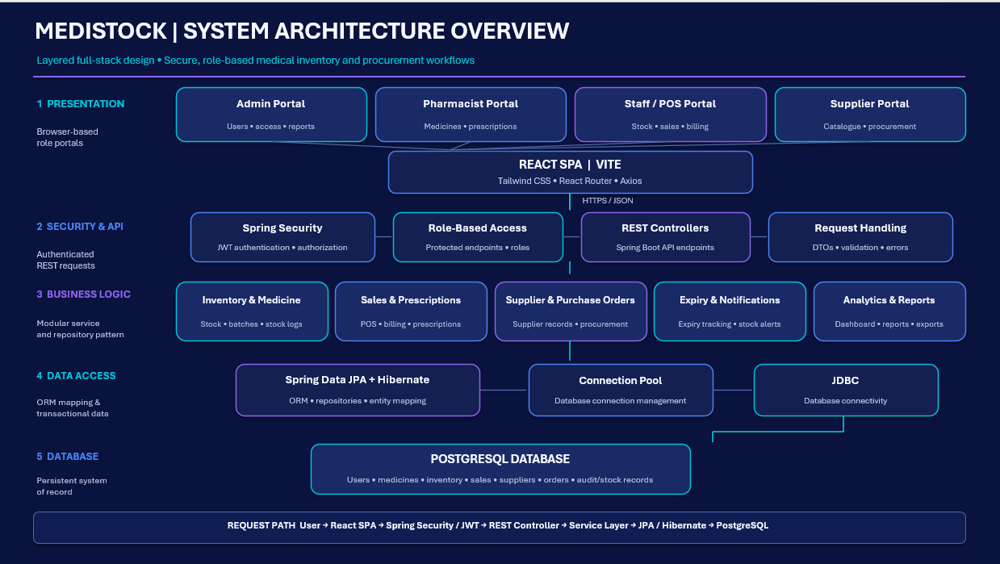 MEDISTOCK | SYSTEM ARCHITECTURE OVERVIEW
Layered full-stack design • Secure, role-based medical inventory and procurement workflows
1 PRESENTATION
Browser-based
role portals
Admin Portal
Users • access • reports
Pharmacist Portal
Medicines • prescriptions
Staff / POS Portal
Stock • sales • billing
Supplier Portal
Catalogue • procurement
REACT SPA | VITE
Tailwind CSS • React Router • Axios
HTTPS / JSON
2 SECURITY & API
Authenticated
REST requests
Spring Security
JWT authentication • authorization
Role-Based Access
Protected endpoints • roles
REST Controllers
Spring Boot API endpoints
Request Handling
DTOs • validation • errors
3 BUSINESS LOGIC
Modular service
and repository pattern
Inventory & Medicine
Stock • batches • stock logs
Sales & Prescriptions
POS • billing • prescriptions
Supplier & Purchase Orders
Supplier records • procurement
Expiry & Notifications
Expiry tracking • stock alerts
Analytics & Reports
Dashboard • reports • exports
4 DATA ACCESS
ORM mapping &
transactional data
Spring Data JPA + Hibernate
ORM • repositories • entity mapping
Connection Pool
Database connection management
JDBC
Database connectivity
5 DATABASE
Persistent system
of record
POSTGRESQL DATABASE
Users • medicines • inventory • sales • suppliers • orders • audit/stock records
REQUEST PATH User → React SPA → Spring Security / JWT → REST Controller → Service Layer → JPA / Hibernate → PostgreSQL